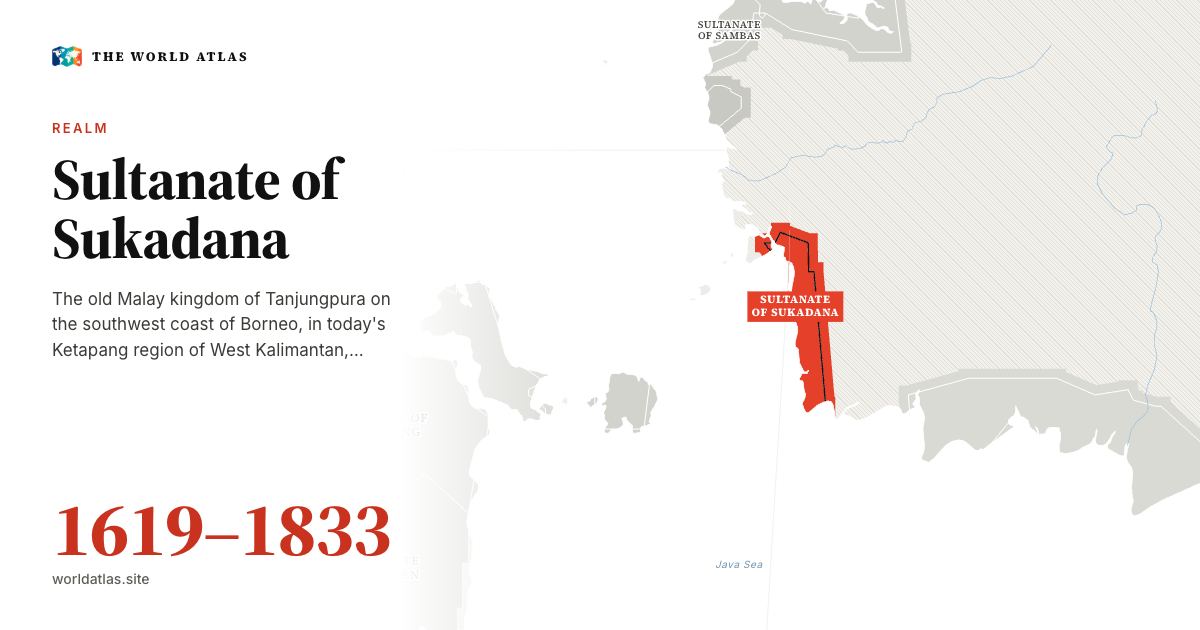 THE WORLD ATLAS
REALM
Sultanate of
Sukadana
The old Malay kingdom of Tanjungpura on
the southwest coast of Borneo, in today's
Ketapang region of West Kalimantan,...
1619–1833
worldatlas.site
SULTANATE
OF SAMBAS
SULTANATE
OF SUKADANA
Java Sea
OF